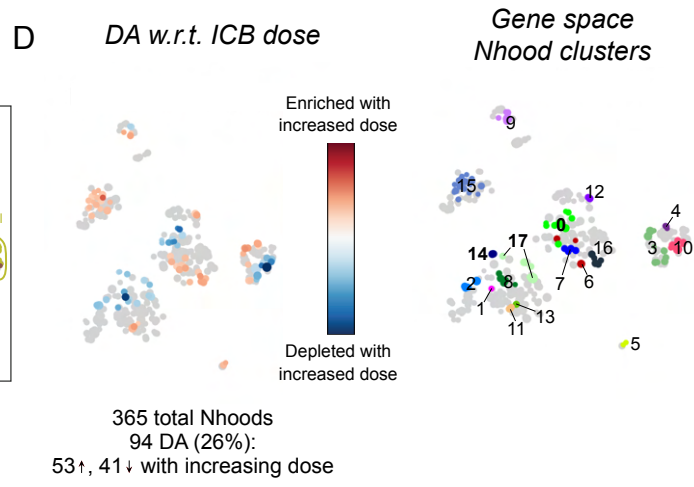 D
DA w.r.t. ICB dose
Gene space
Nhood clusters
Enriched with
increased dose
Depleted with
increased dose
9
15
12
0
4
14
17
16
3
10
2
8
7
6
1
13
11
5
365 total Nhoods
94 DA (26%):
53↑, 41↓ with increasing dose